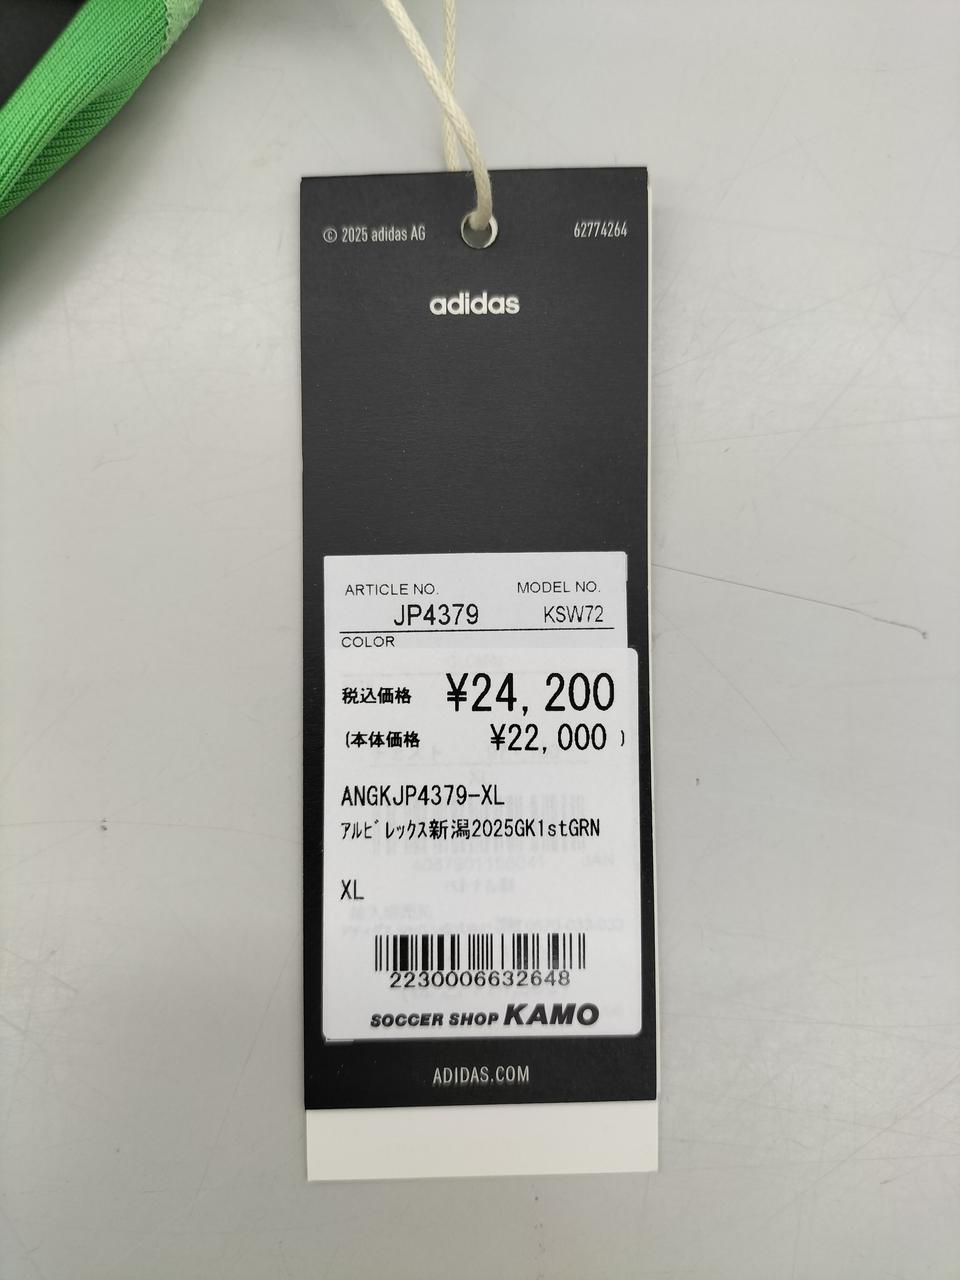 © 2025 adidas AG
62774264
adidas
ARTICLE NO. MODEL NO.
JP4379 KSW72
COLOR
税込価格 ¥24,200
(本体価格 ¥22,000 )
ANGKJP4379-XL
アルビレックス新潟2025GK1stGRN
XL
2230006632648
SOCCER SHOP KAMO
ADIDAS.COM